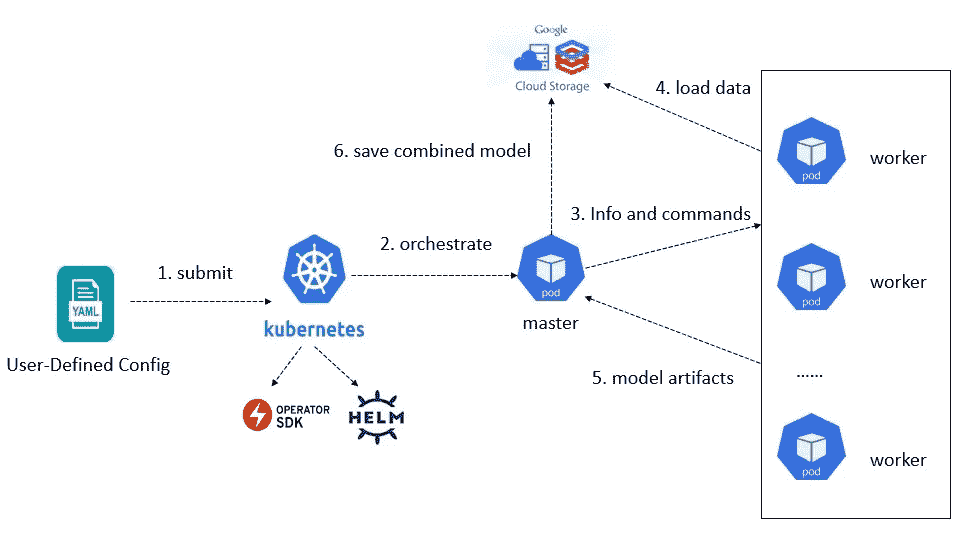 Google
Cloud Storage
4. load data
pod
worker
6. save combined model
3. Info and commands
2. orchestrate
1. submit
YAML
kubernetes
pod
master
pod
worker
User-Defined Config
5. model artifacts
......
OPERATOR
SDK
HELM
pod
worker